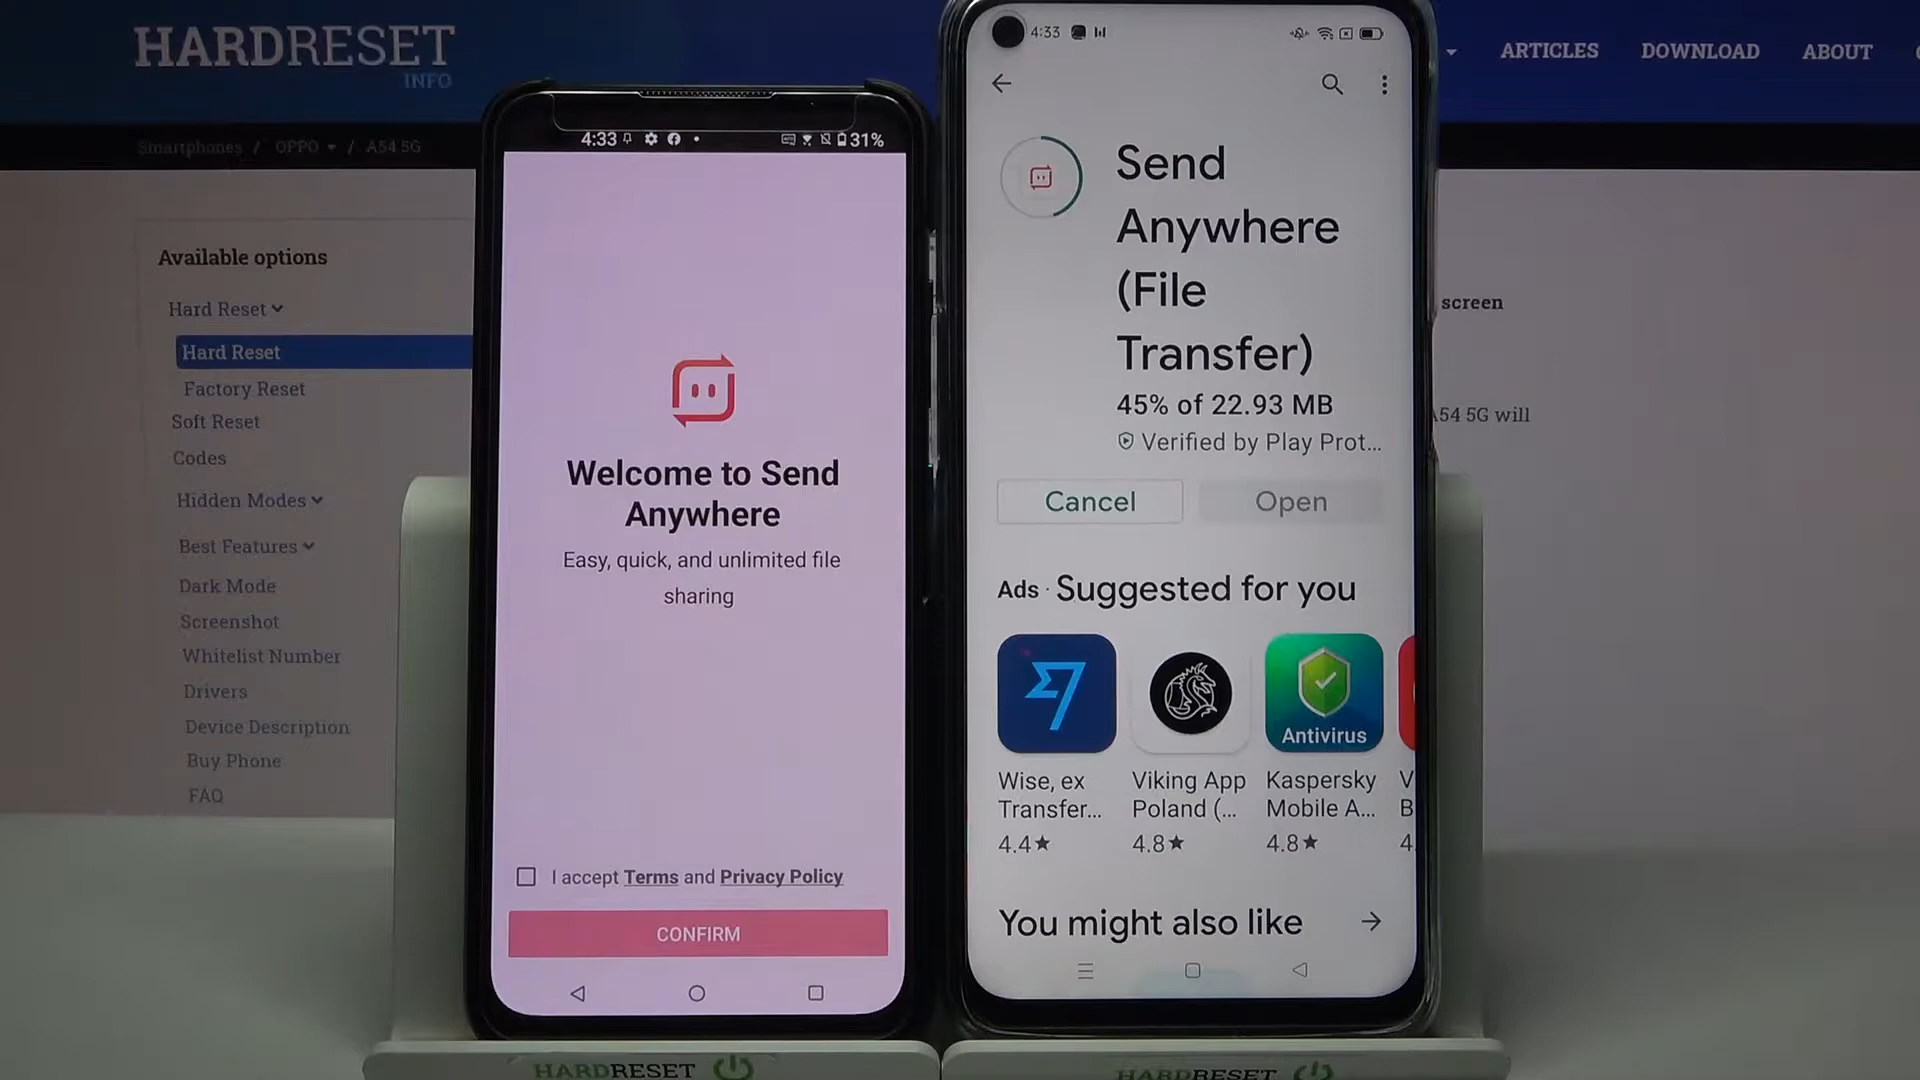 HARDRESET
INFO
ARTICLES
DOWNLOAD
ABOUT
Smartphones / OPPO / A54 5G
Available options
Hard Reset
Hard Reset
Factory Reset
Soft Reset
Codes
Hidden Modes
Best Features
Dark Mode
Screenshot
Whitelist Number
Drivers
Device Description
Buy Phone
FAQ
4:33
31%
Welcome to Send
Anywhere
Easy, quick, and unlimited file
sharing
I accept Terms and Privacy Policy
CONFIRM
HARDRESET
4:33
Send
Anywhere
(File
Transfer)
45% of 22.93 MB
Verified by Play Prot...
Cancel
Open
Ads · Suggested for you
Antivirus
Wise, ex
Transfer...
4.4★
Viking App
Poland (...
4.8★
Kaspersky
Mobile A...
4.8★
V
B
4.
You might also like
HARDRESET
screen
A54 5G will